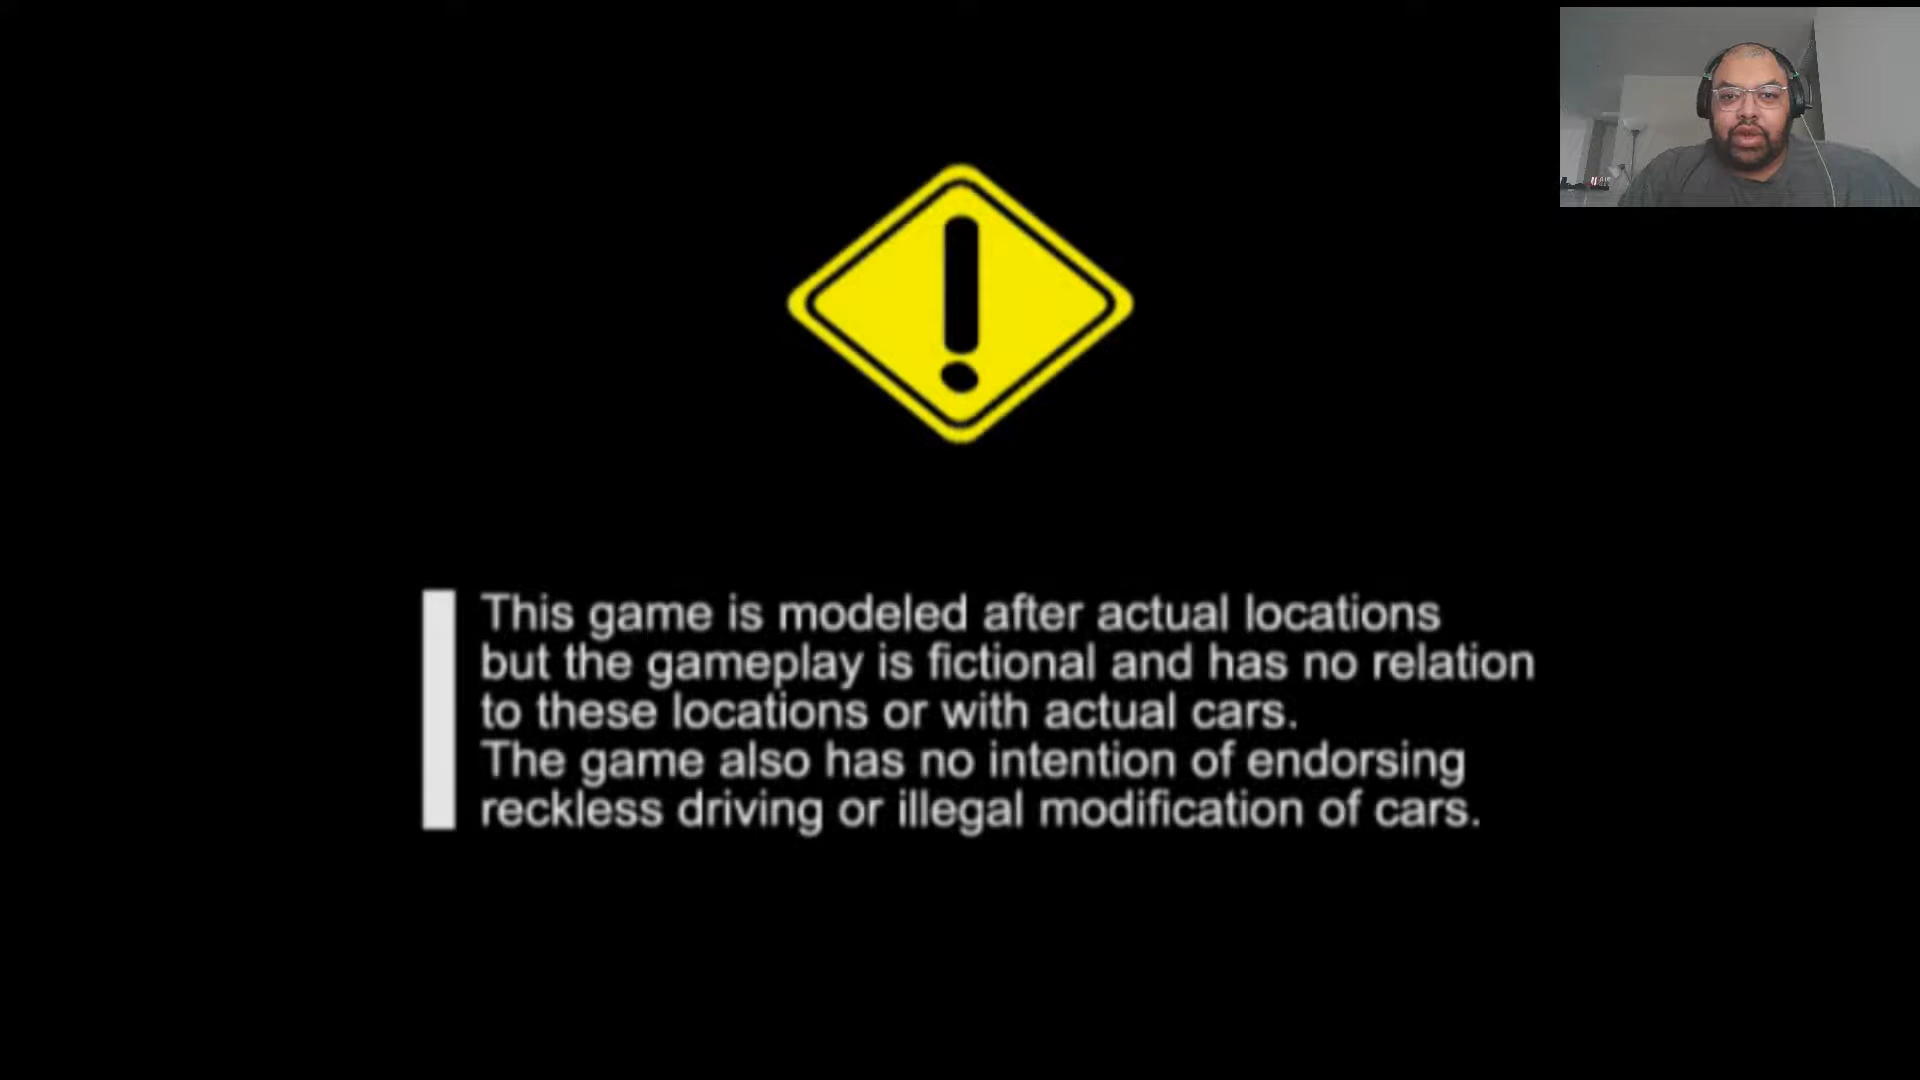 This game is modeled after actual locations
but the gameplay is fictional and has no relation
to these locations or with actual cars.
The game also has no intention of endorsing
reckless driving or illegal modification of cars.